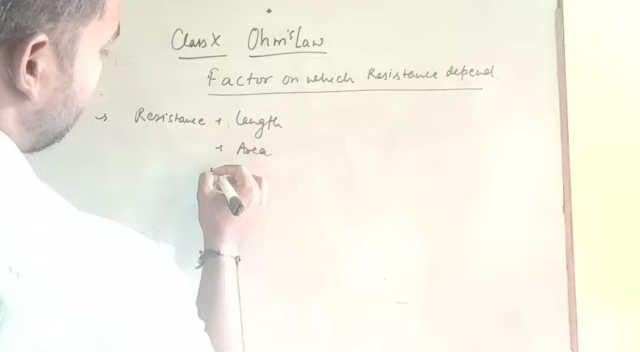 Class X Ohm's Law
Factor on which Resistance depend
→ Resistance → Length
→ Area